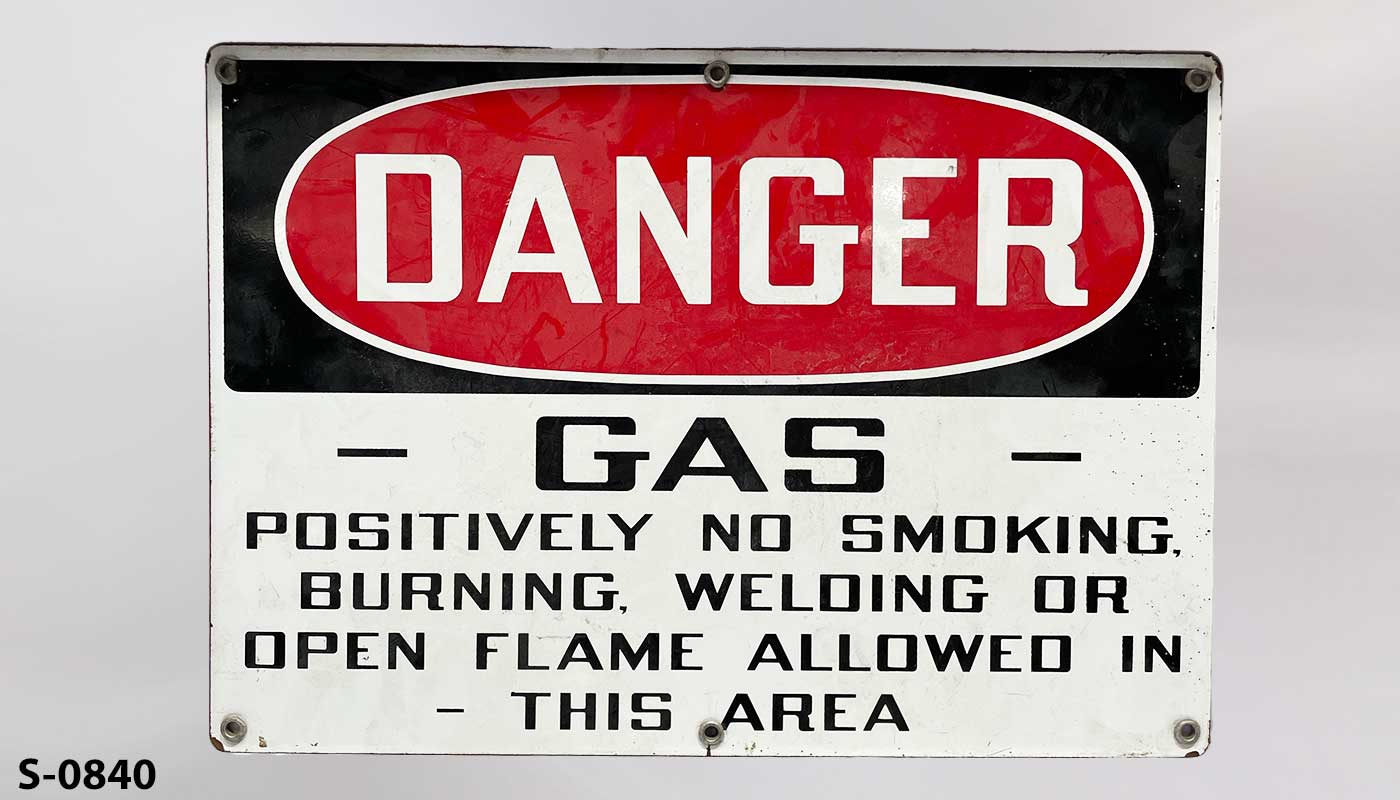 DANGER
- GAS -
POSITIVELY NO SMOKING,
BURNING, WELDING OR
OPEN FLAME ALLOWED IN
- THIS AREA
S-0840